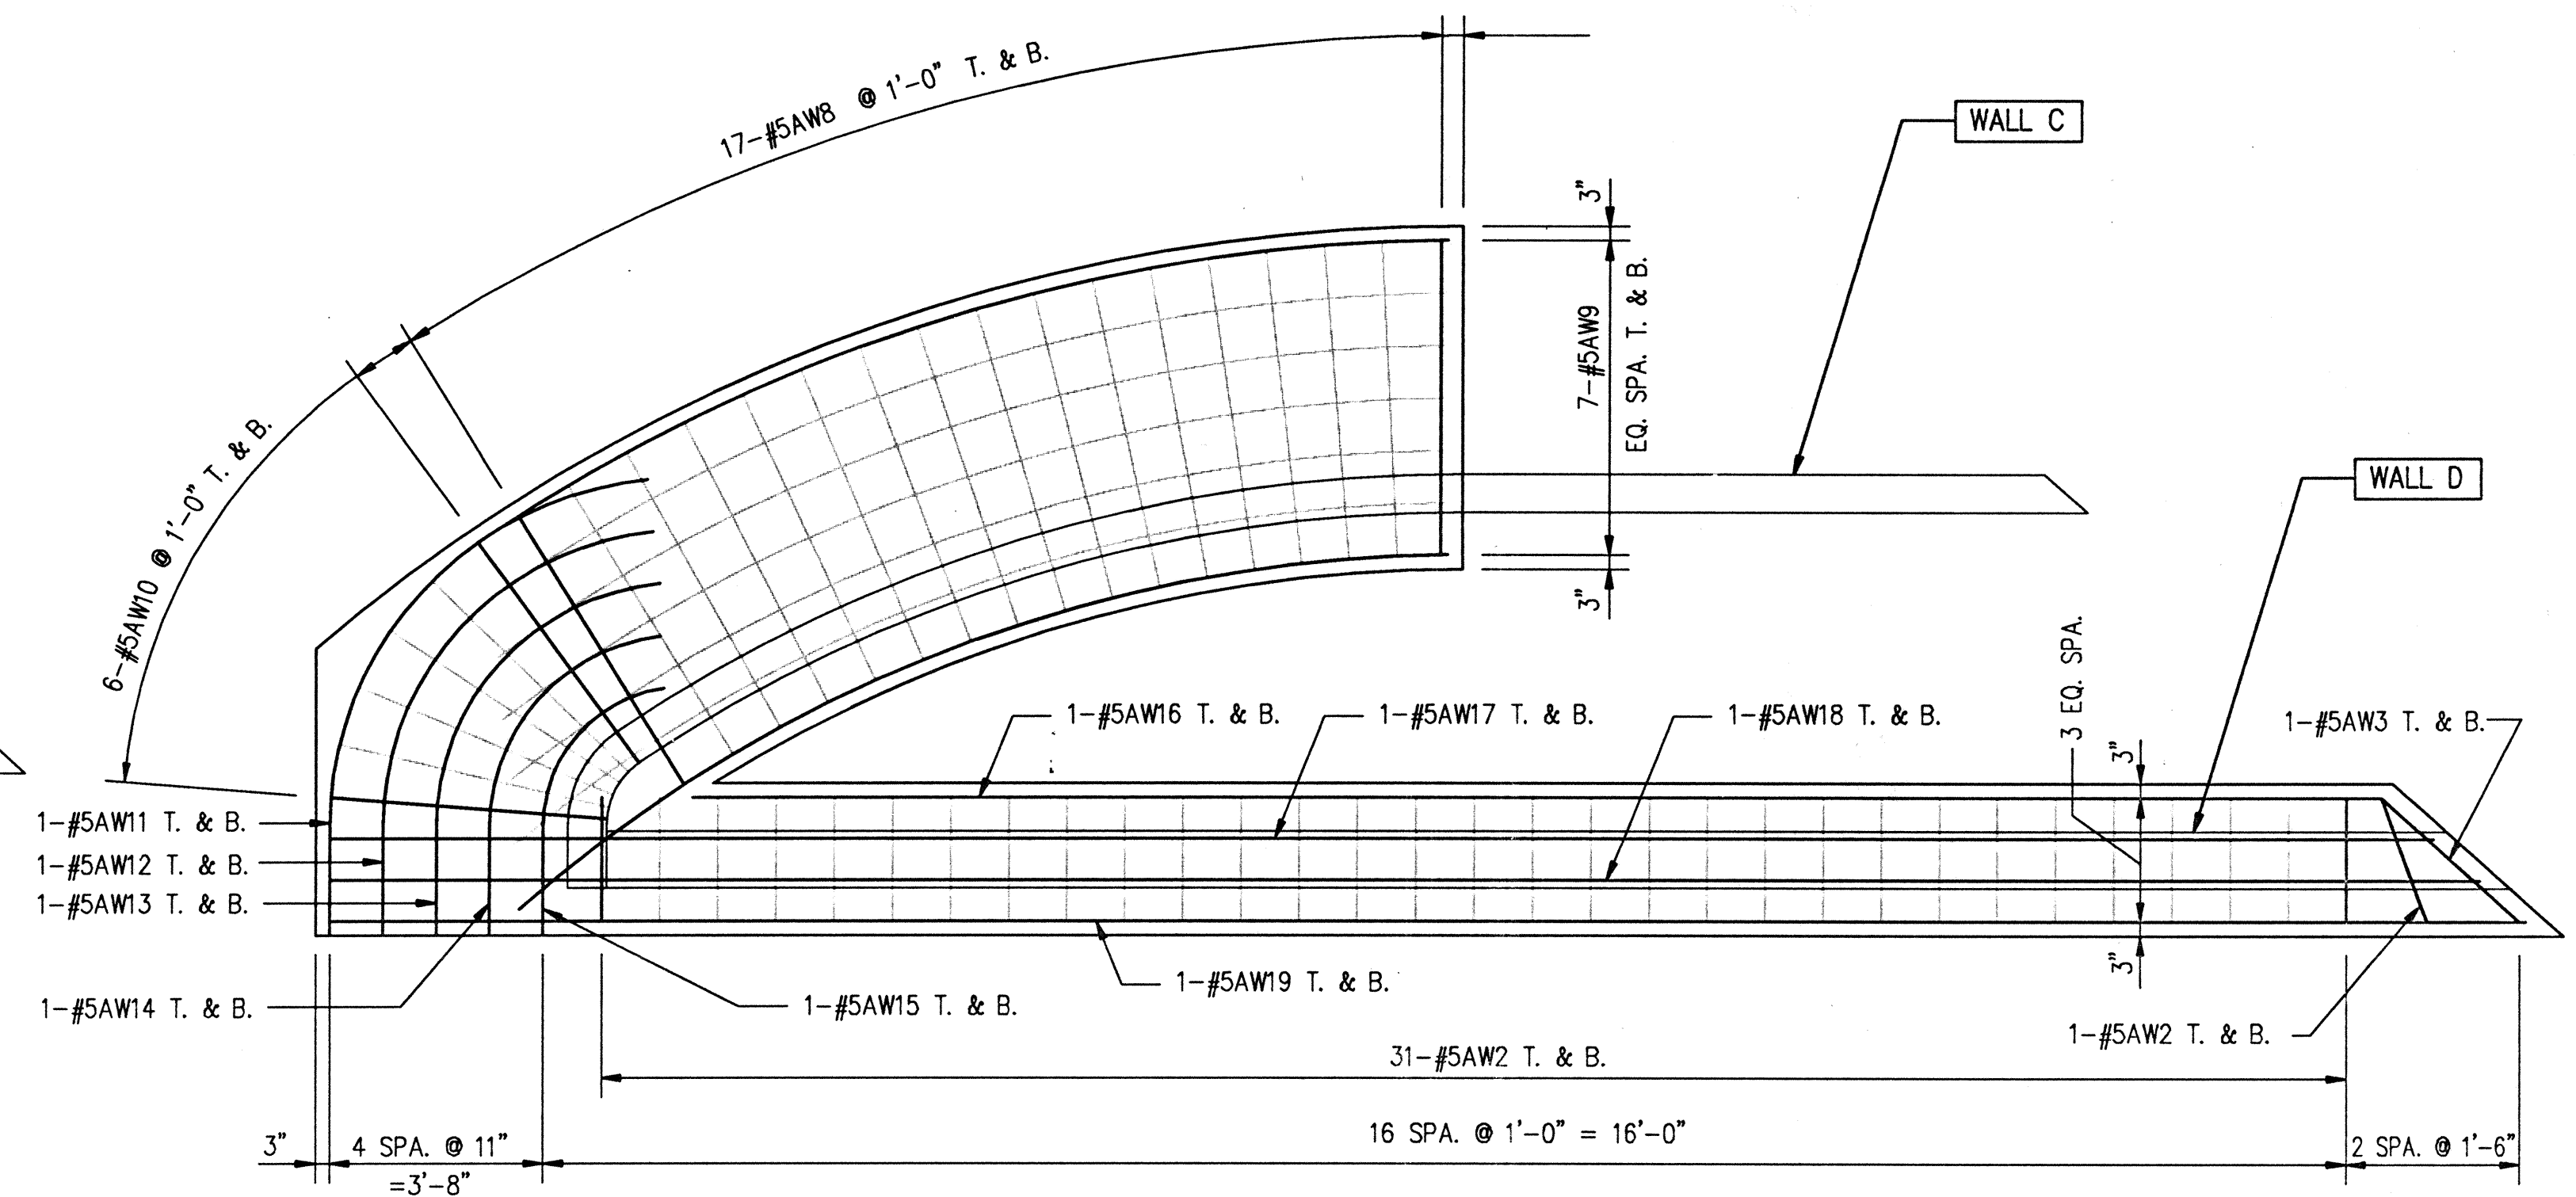 17-#5AW8 @ 1'-0" T. & B.
WALL C
3"
7-#5AW9
EQ. SPA. T. & B.
3"
6-#5AW10 @ 1'-0" T. & B.
WALL D
3 EQ. SPA.
1-#5AW16 T. & B.
1-#5AW17 T. & B.
1-#5AW18 T. & B.
1-#5AW3 T. & B.
3"
1-#5AW11 T. & B.
1-#5AW12 T. & B.
1-#5AW13 T. & B.
3"
1-#5AW19 T. & B.
1-#5AW14 T. & B.
1-#5AW15 T. & B.
1-#5AW2 T. & B.
31-#5AW2 T. & B.
3"
4 SPA. @ 11"
=3'-8"
16 SPA. @ 1'-0" = 16'-0"
2 SPA. @ 1'-6"